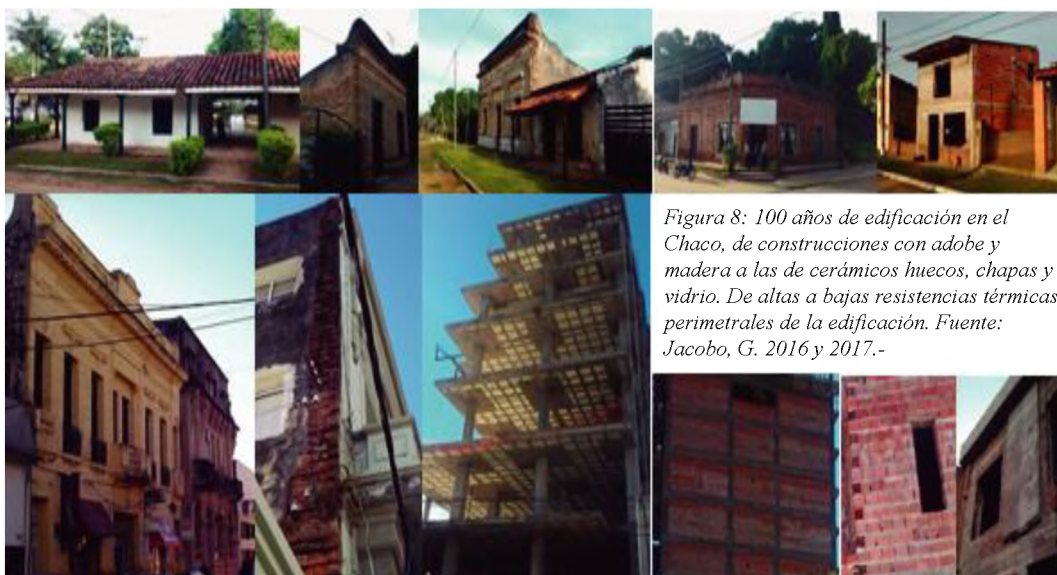 Figura 8: 100 años de edificación en el
Chaco, de construcciones con adobe y
madera a las de cerámicos huecos, chapas y
vidrio. De altas a bajas resistencias térmicas
perimetrales de la edificación. Fuente:
Jacobo, G. 2016 y 2017.-